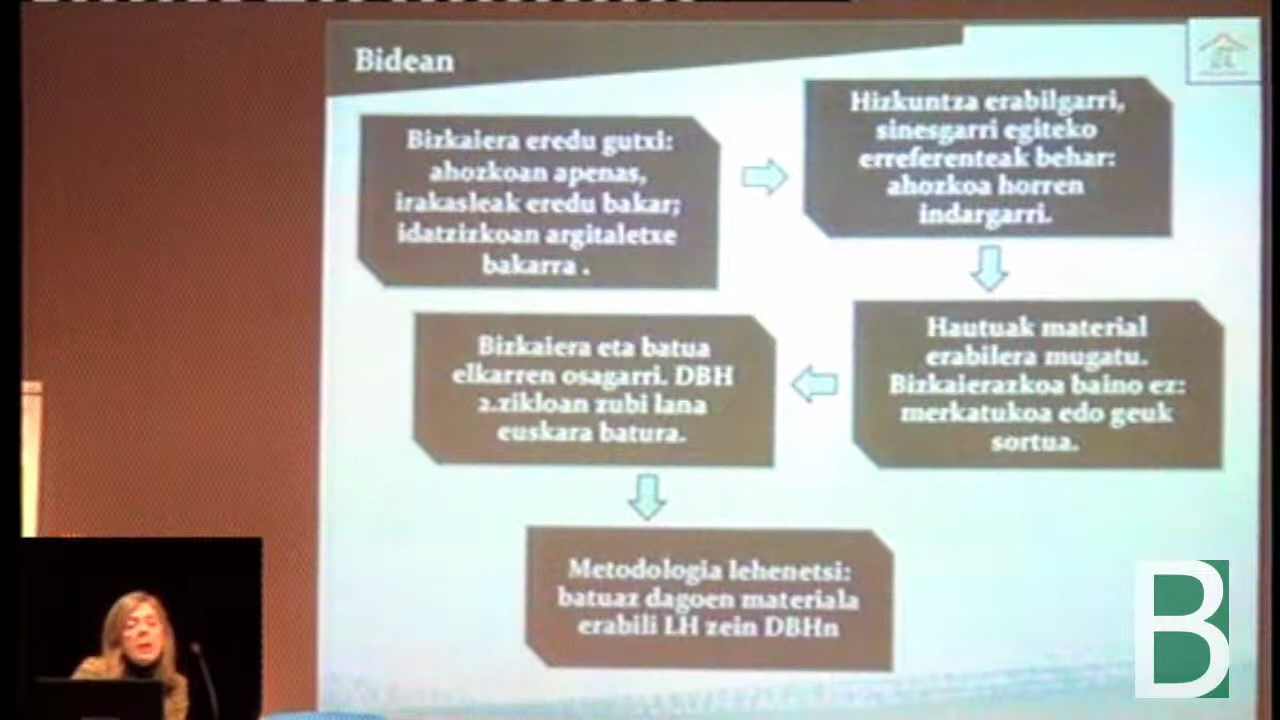 Bidean
Bizkaiera eredu gutxi:
ahozkoan apenas,
irakasleak eredu bakar;
idatzizkoan argitaletxe
bakarra .
Hizkuntza erabilgarri,
sinesgarri egiteko
erreferenteak behar:
ahozkoa horren
indargarri.
Hautuak material
erabilera mugatu.
Bizkaierazkoa baino ez:
merkatukoa edo geuk
sortua.
Bizkaiera eta batua
elkarren osagarri. DBH
2.zikloan zubi lana
euskara batura.
Metodologia lehenetsi:
batuaz dagoen materiala
erabili LH zein DBHn
B